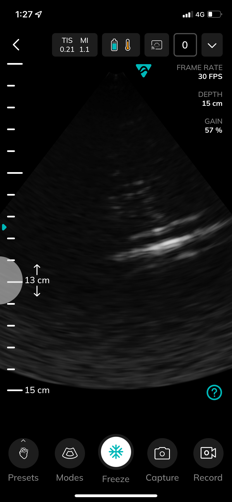 1:27
4G
TIS MI
0.21 1.1
0
FRAME RATE
30 FPS
DEPTH
15 cm
GAIN
57 %
13 cm
15 cm
?
Presets
Modes
Freeze
Capture
Record